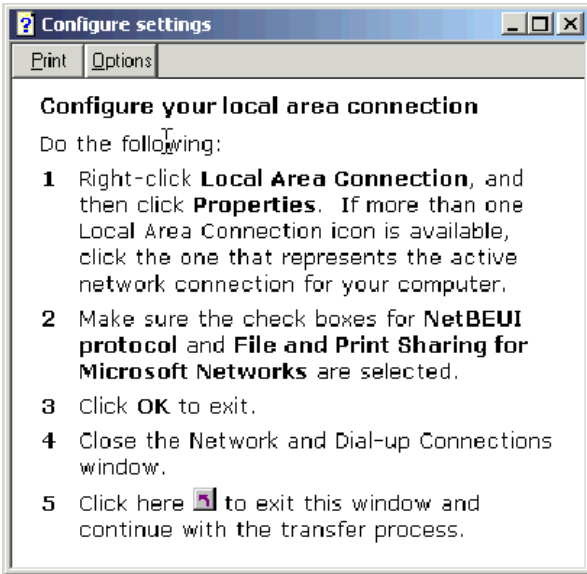 Configure settings
Print Options
Configure your local area connection
Do the following:
1 Right-click Local Area Connection, and
then click Properties. If more than one
Local Area Connection icon is available,
click the one that represents the active
network connection for your computer.
2 Make sure the check boxes for NetBEUI
protocol and File and Print Sharing for
Microsoft Networks are selected.
3 Click OK to exit.
4 Close the Network and Dial-up Connections
window.
5 Click here to exit this window and
continue with the transfer process.